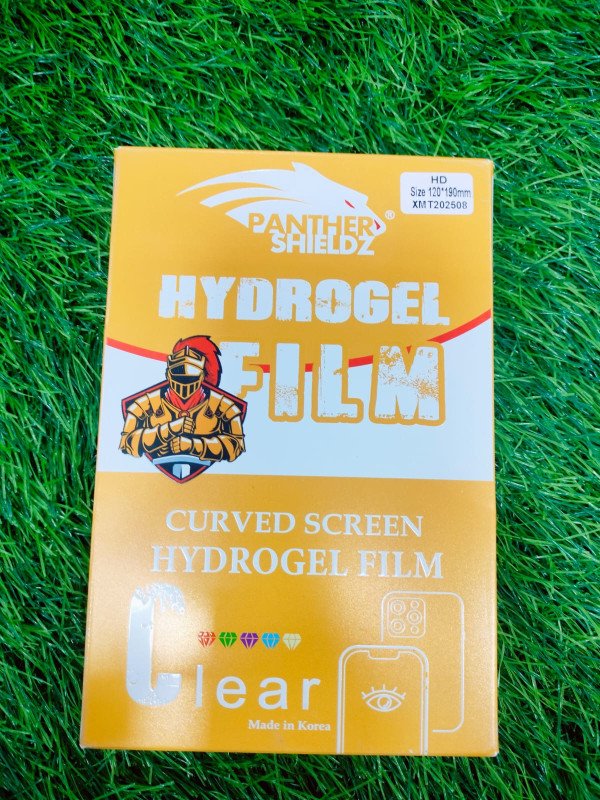 HD
Size 120*190mm
XMT202508
PANTHER ®
SHIELDZ
HYDROGEL
FILM
CURVED SCREEN
HYDROGEL FILM
Clear
Made in Korea